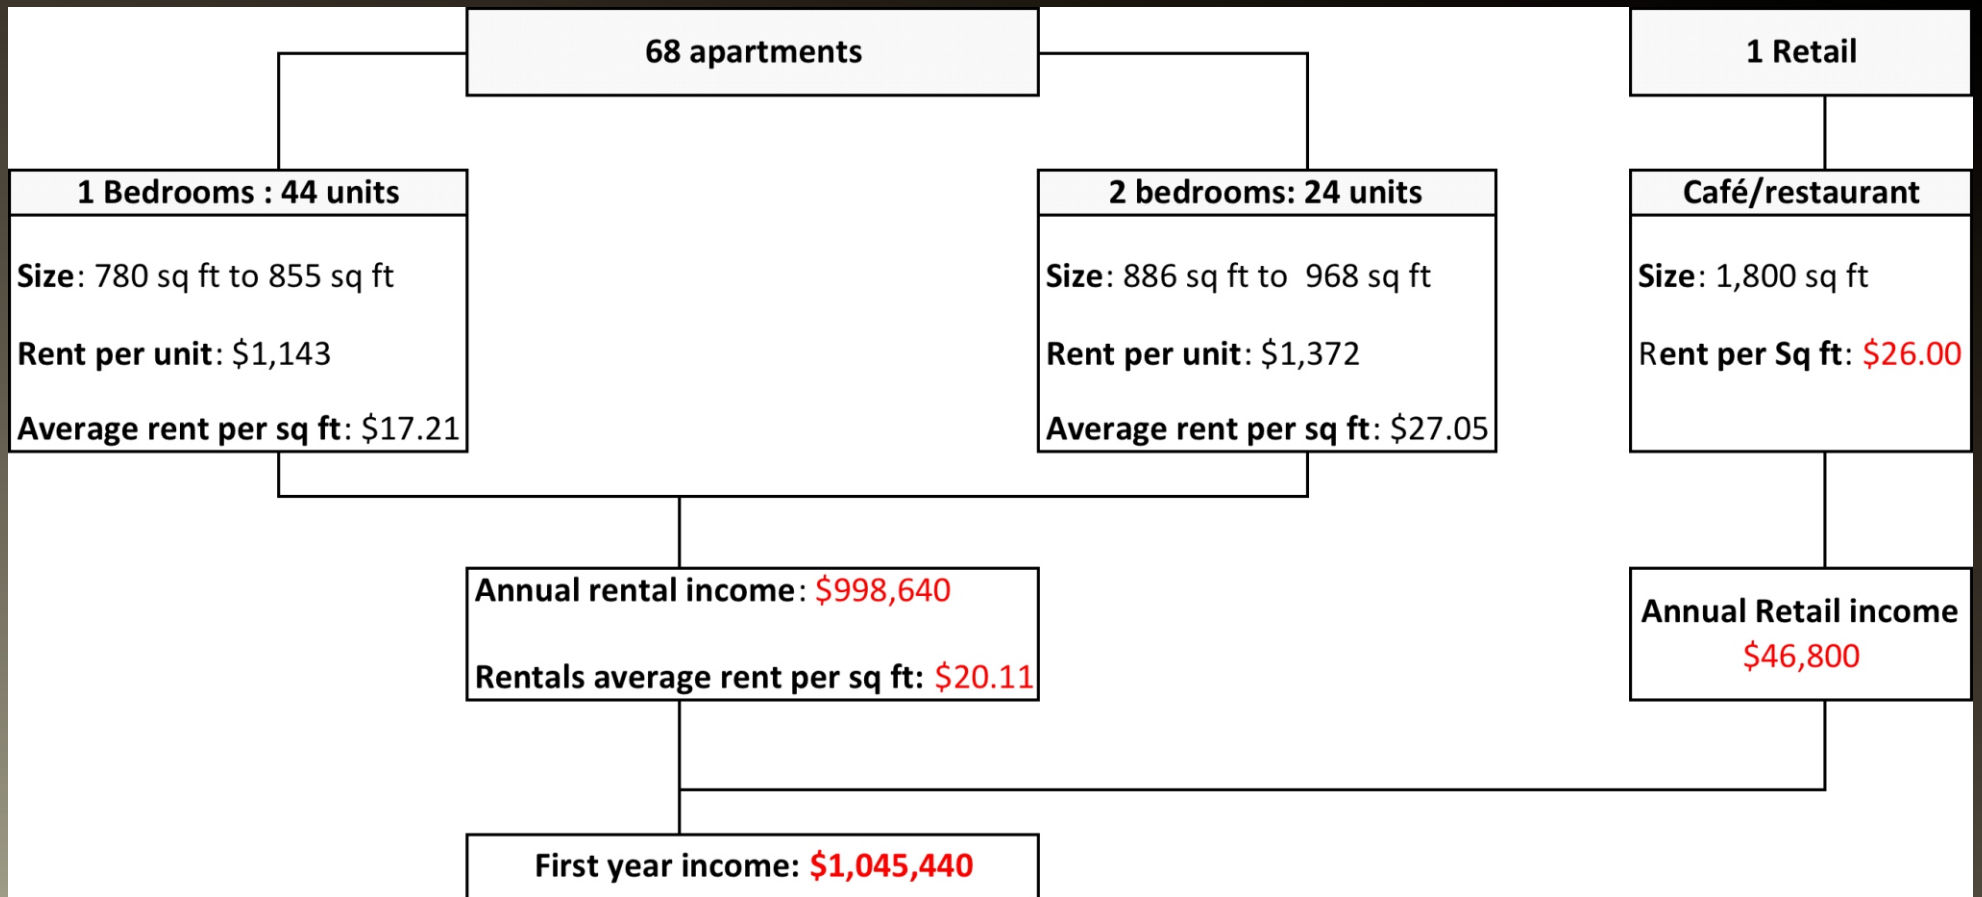 68 apartments
1 Retail
1 Bedrooms : 44 units
Size: 780 sq ft to 855 sq ft
Rent per unit: $1,143
Average rent per sq ft: $17.21
2 bedrooms: 24 units
Size: 886 sq ft to  968 sq ft
Rent per unit: $1,372
Average rent per sq ft: $27.05
Café/restaurant
Size: 1,800 sq ft
Rent per Sq ft: $26.00
Annual rental income: $998,640
Rentals average rent per sq ft: $20.11
Annual Retail income
$46,800
First year income: $1,045,440